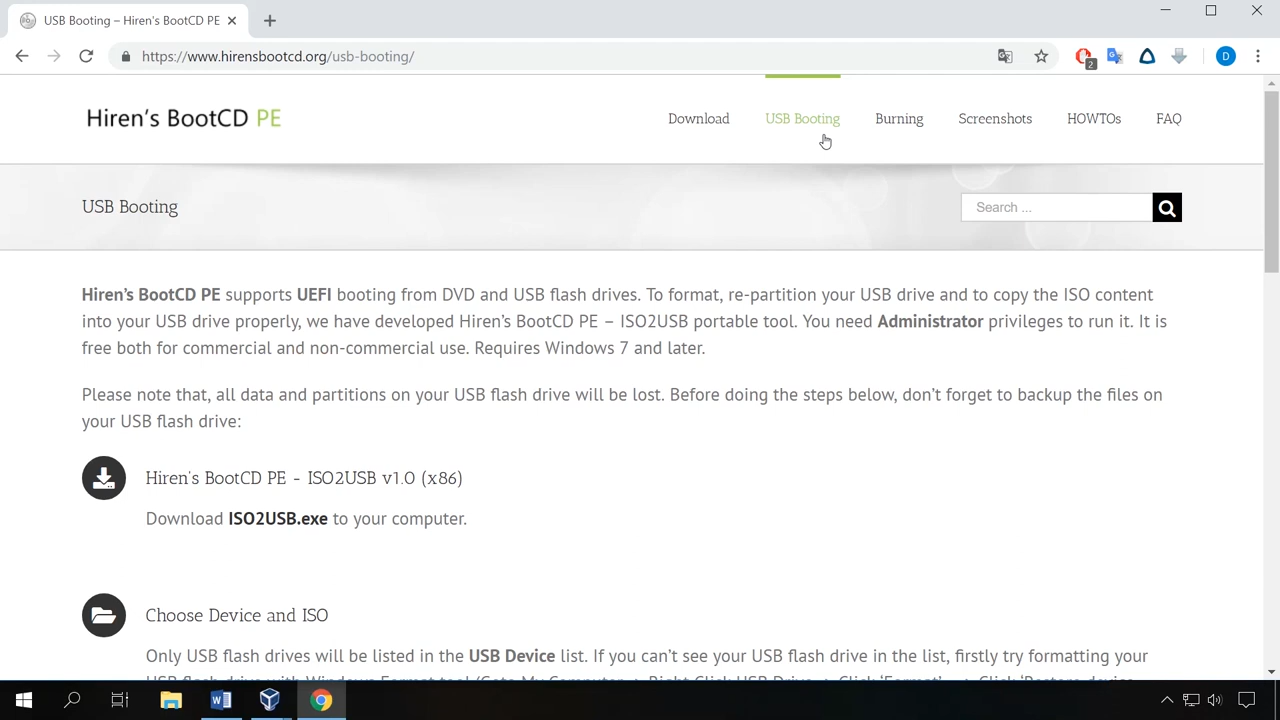 USB Booting – Hiren's BootCD PE
https://www.hirensbootcd.org/usb-booting/
2
D
Hiren's BootCD PE
Download
USB Booting
Burning
Screenshots
HOWTOs
FAQ
USB Booting
Search ...
Hiren's BootCD PE supports UEFI booting from DVD and USB flash drives. To format, re-partition your USB drive and to copy the ISO content
into your USB drive properly, we have developed Hiren's BootCD PE – ISO2USB portable tool. You need Administrator privileges to run it. It is
free both for commercial and non-commercial use. Requires Windows 7 and later.
Please note that, all data and partitions on your USB flash drive will be lost. Before doing the steps below, don't forget to backup the files on
your USB flash drive:
Hiren's BootCD PE - ISO2USB v1.0 (x86)
Download ISO2USB.exe to your computer.
Choose Device and ISO
Only USB flash drives will be listed in the USB Device list. If you can't see your USB flash drive in the list, firstly try formatting your